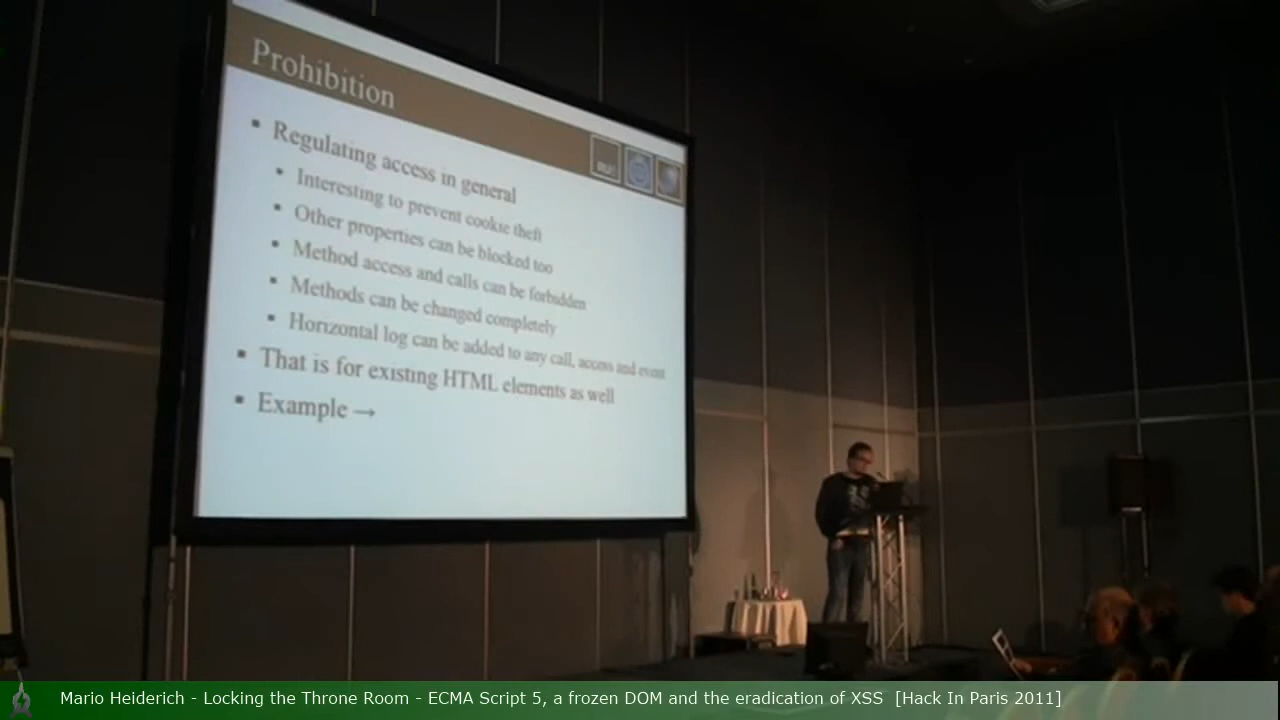 Prohibition
Regulating access in general
Interesting to prevent cookie theft
Other properties can be blocked too
Method access and calls can be forbidden
Methods can be changed completely
Horizontal log can be added to any call, access and event
That is for existing HTML elements as well
Example →
Mario Heiderich - Locking the Throne Room - ECMA Script 5, a frozen DOM and the eradication of XSS [Hack In Paris 2011]